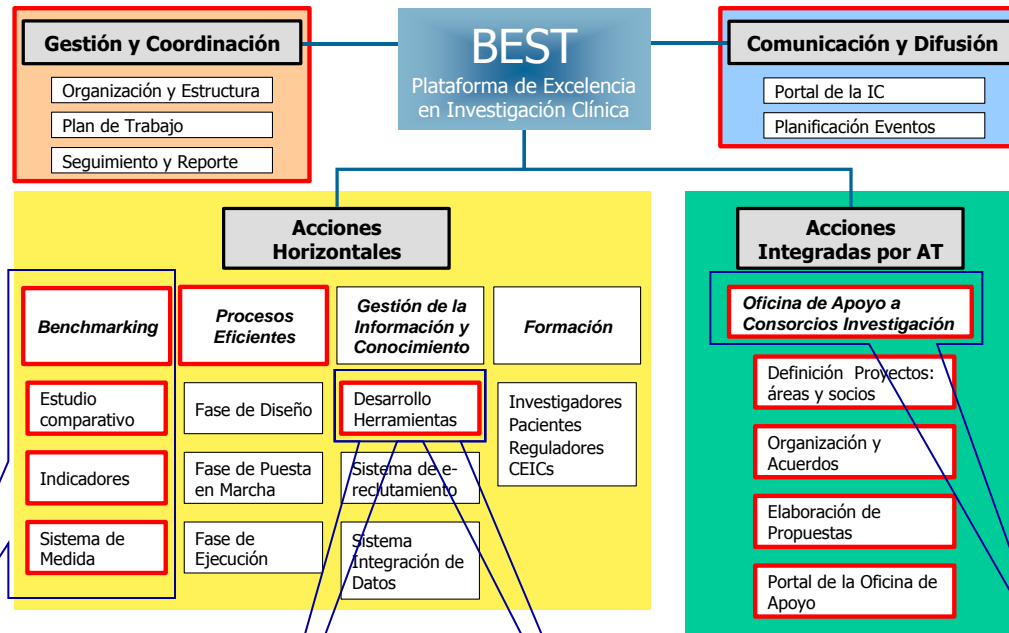 Gestión y Coordinación
Organización y Estructura
Plan de Trabajo
Seguimiento y Reporte
BEST
Plataforma de Excelencia
en Investigación Clínica
Comunicación y Difusión
Portal de la IC
Planificación Eventos
Acciones
Horizontales
Benchmarking
Estudio
comparativo
Indicadores
Sistema de
Medida
Procesos
Eficientes
Fase de Diseño
Fase de Puesta
en Marcha
Fase de
Ejecución
Gestión de la
Información y
Conocimiento
Desarrollo
Herramientas
Sistema de e-
reclutamiento
Sistema
Integración de
Datos
Formación
Investigadores
Pacientes
Reguladores
CEICs
Acciones
Integradas por AT
Oficina de Apoyo a
Consorcios Investigación
Definición Proyectos:
áreas y socios
Organización y
Acuerdos
Elaboración de
Propuestas
Portal de la Oficina de
Apoyo